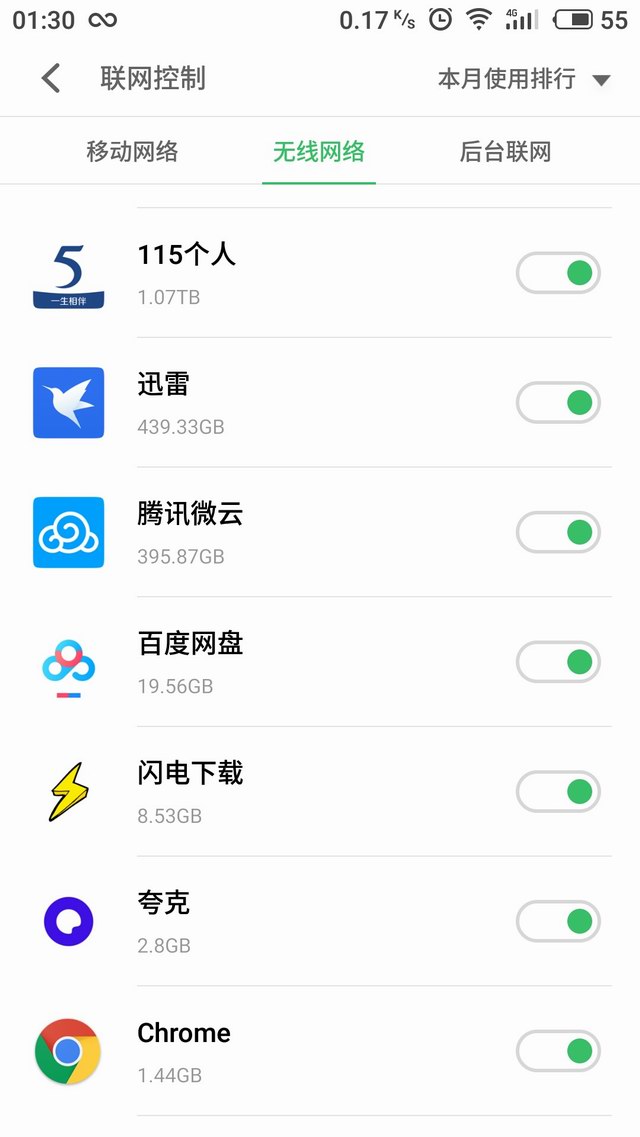 01:30 0.17 K/s 4G 55
联网控制 本月使用排行
移动网络 无线网络 后台联网
5
一生相伴
115个人
1.07TB
迅雷
439.33GB
腾讯微云
395.87GB
百度网盘
19.56GB
闪电下载
8.53GB
夸克
2.8GB
Chrome
1.44GB